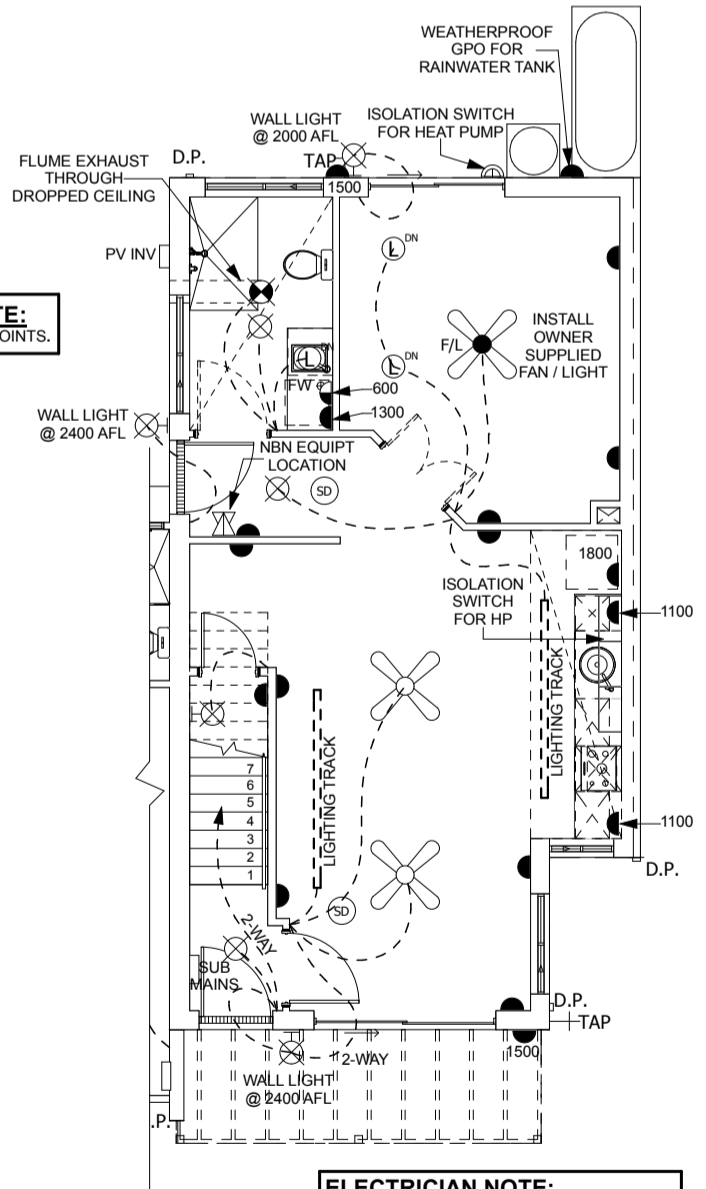 WEATHERPROOF
GPO FOR
RAINWATER TANK
WALL LIGHT
@ 2000 AFL
ISOLATION SWITCH
FOR HEAT PUMP
FLUME EXHAUST
THROUGH
DROPPED CEILING
D.P.
TAP
1500
PV INV
L DN
TE:
OINTS.
F/L
INSTALL
OWNER
SUPPLIED
FAN / LIGHT
L DN
L
FW
600
1300
WALL LIGHT
@ 2400 AFL
NBN EQUIPT
LOCATION
SD
1800
ISOLATION
SWITCH
FOR HP
1100
LIGHTING TRACK
LIGHTING TRACK
7
6
5
4
3
2
1
1100
D.P.
SD
2-WAY
SUB
MAINS
D.P.
TAP
2-WAY
1500
WALL LIGHT
@ 2400 AFL
.P.
ELECTRICIAN NOTE: